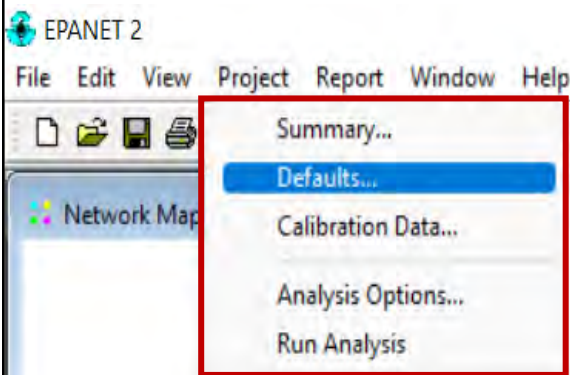 EPANET 2
File Edit View Project Report Window Help
Summary...
Defaults...
Network Map
Calibration Data...
Analysis Options...
Run Analysis